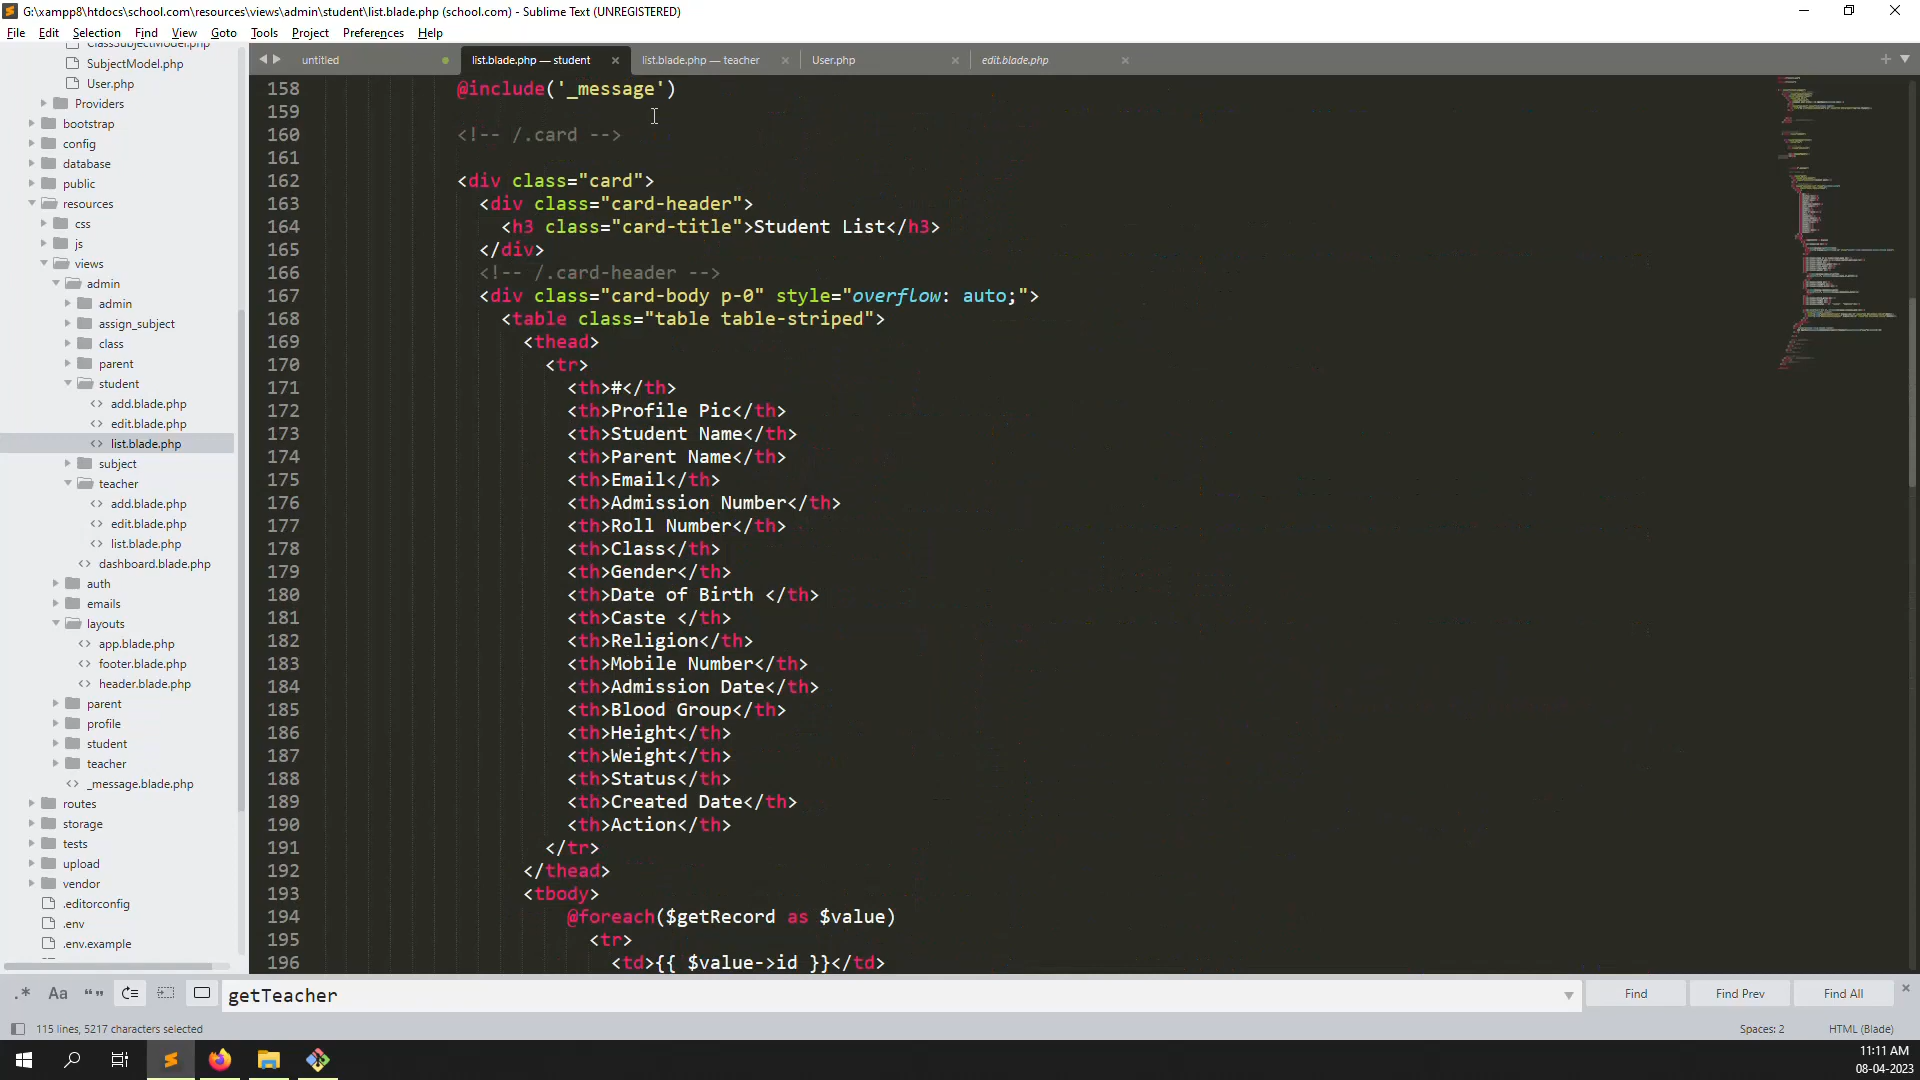 G:\xampp8\htdocs\school.com\resources\views\admin\student\list.blade.php (school.com) - Sublime Text (UNREGISTERED)
File Edit Selection Find View Goto Tools Project Preferences Help
untitled
list.blade.php — student
list.blade.php — teacher
User.php
edit.blade.php
ClassSubjectModel.php
SubjectModel.php
User.php
Providers
bootstrap
config
database
public
resources
css
js
views
admin
admin
assign_subject
class
parent
student
add.blade.php
edit.blade.php
list.blade.php
subject
teacher
add.blade.php
edit.blade.php
list.blade.php
dashboard.blade.php
auth
emails
layouts
app.blade.php
footer.blade.php
header.blade.php
parent
profile
student
teacher
_message.blade.php
routes
storage
tests
upload
vendor
.editorconfig
.env
.env.example
158 @include('_message')
159
160 <!-- /.card -->
161
162 <div class="card">
163 <div class="card-header">
164 <h3 class="card-title">Student List</h3>
165 </div>
166 <!-- /.card-header -->
167 <div class="card-body p-0" style="overflow: auto;">
168 <table class="table table-striped">
169 <thead>
170 <tr>
171 <th>#</th>
172 <th>Profile Pic</th>
173 <th>Student Name</th>
174 <th>Parent Name</th>
175 <th>Email</th>
176 <th>Admission Number</th>
177 <th>Roll Number</th>
178 <th>Class</th>
179 <th>Gender</th>
180 <th>Date of Birth </th>
181 <th>Caste </th>
182 <th>Religion</th>
183 <th>Mobile Number</th>
184 <th>Admission Date</th>
185 <th>Blood Group</th>
186 <th>Height</th>
187 <th>Weight</th>
188 <th>Status</th>
189 <th>Created Date</th>
190 <th>Action</th>
191 </tr>
192 </thead>
193 <tbody>
194 @foreach($getRecord as $value)
195 <tr>
196 <td>{{ $value->id }}</td>
.* Aa “” getTeacher Find Find Prev Find All
115 lines, 5217 characters selected Spaces: 2 HTML (Blade)
11:11 AM
08-04-2023